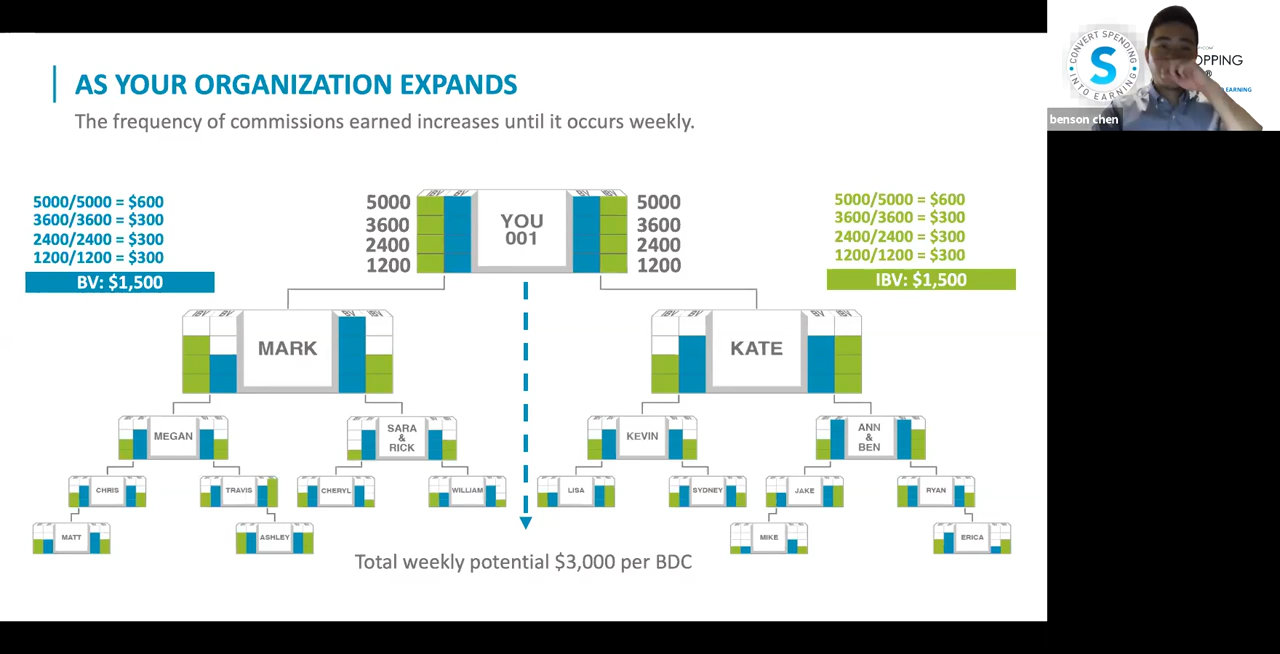 AS YOUR ORGANIZATION EXPANDS
The frequency of commissions earned increases until it occurs weekly.
CONVERT SPENDING
INTO EARNING
S
OPPING
®
EARNING
benson chen
5000/5000 = $600
3600/3600 = $300
2400/2400 = $300
1200/1200 = $300
BV: $1,500
5000
3600
2400
1200
YOU
001
5000
3600
2400
1200
5000/5000 = $600
3600/3600 = $300
2400/2400 = $300
1200/1200 = $300
IBV: $1,500
MARK
KATE
MEGAN
SARA
&
RICK
KEVIN
ANN
&
BEN
CHRIS
TRAVIS
CHERYL
WILLIAM
LISA
SYDNEY
JAKE
RYAN
MATT
ASHLEY
MIKE
ERICA
Total weekly potential $3,000 per BDC